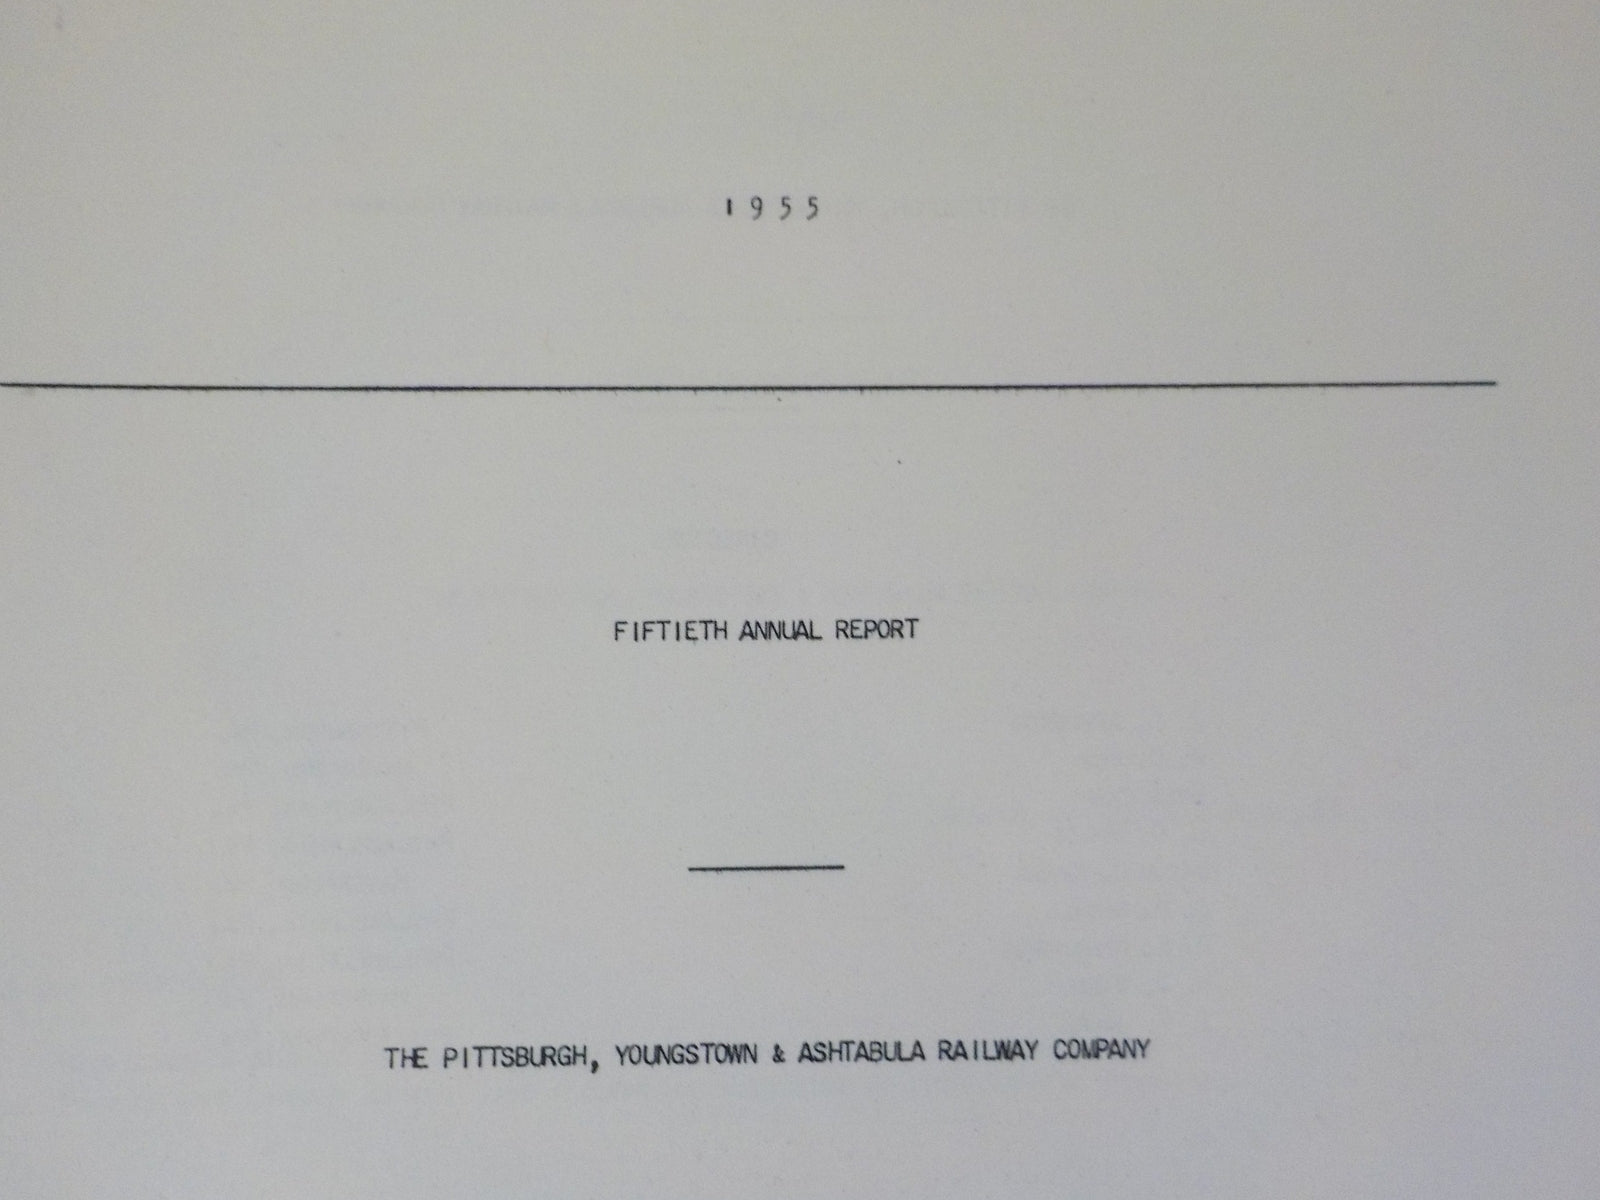 1955
FIFTIETH ANNUAL REPORT
THE PITTSBURGH, YOUNGSTOWN & ASHTABULA RAILWAY COMPANY